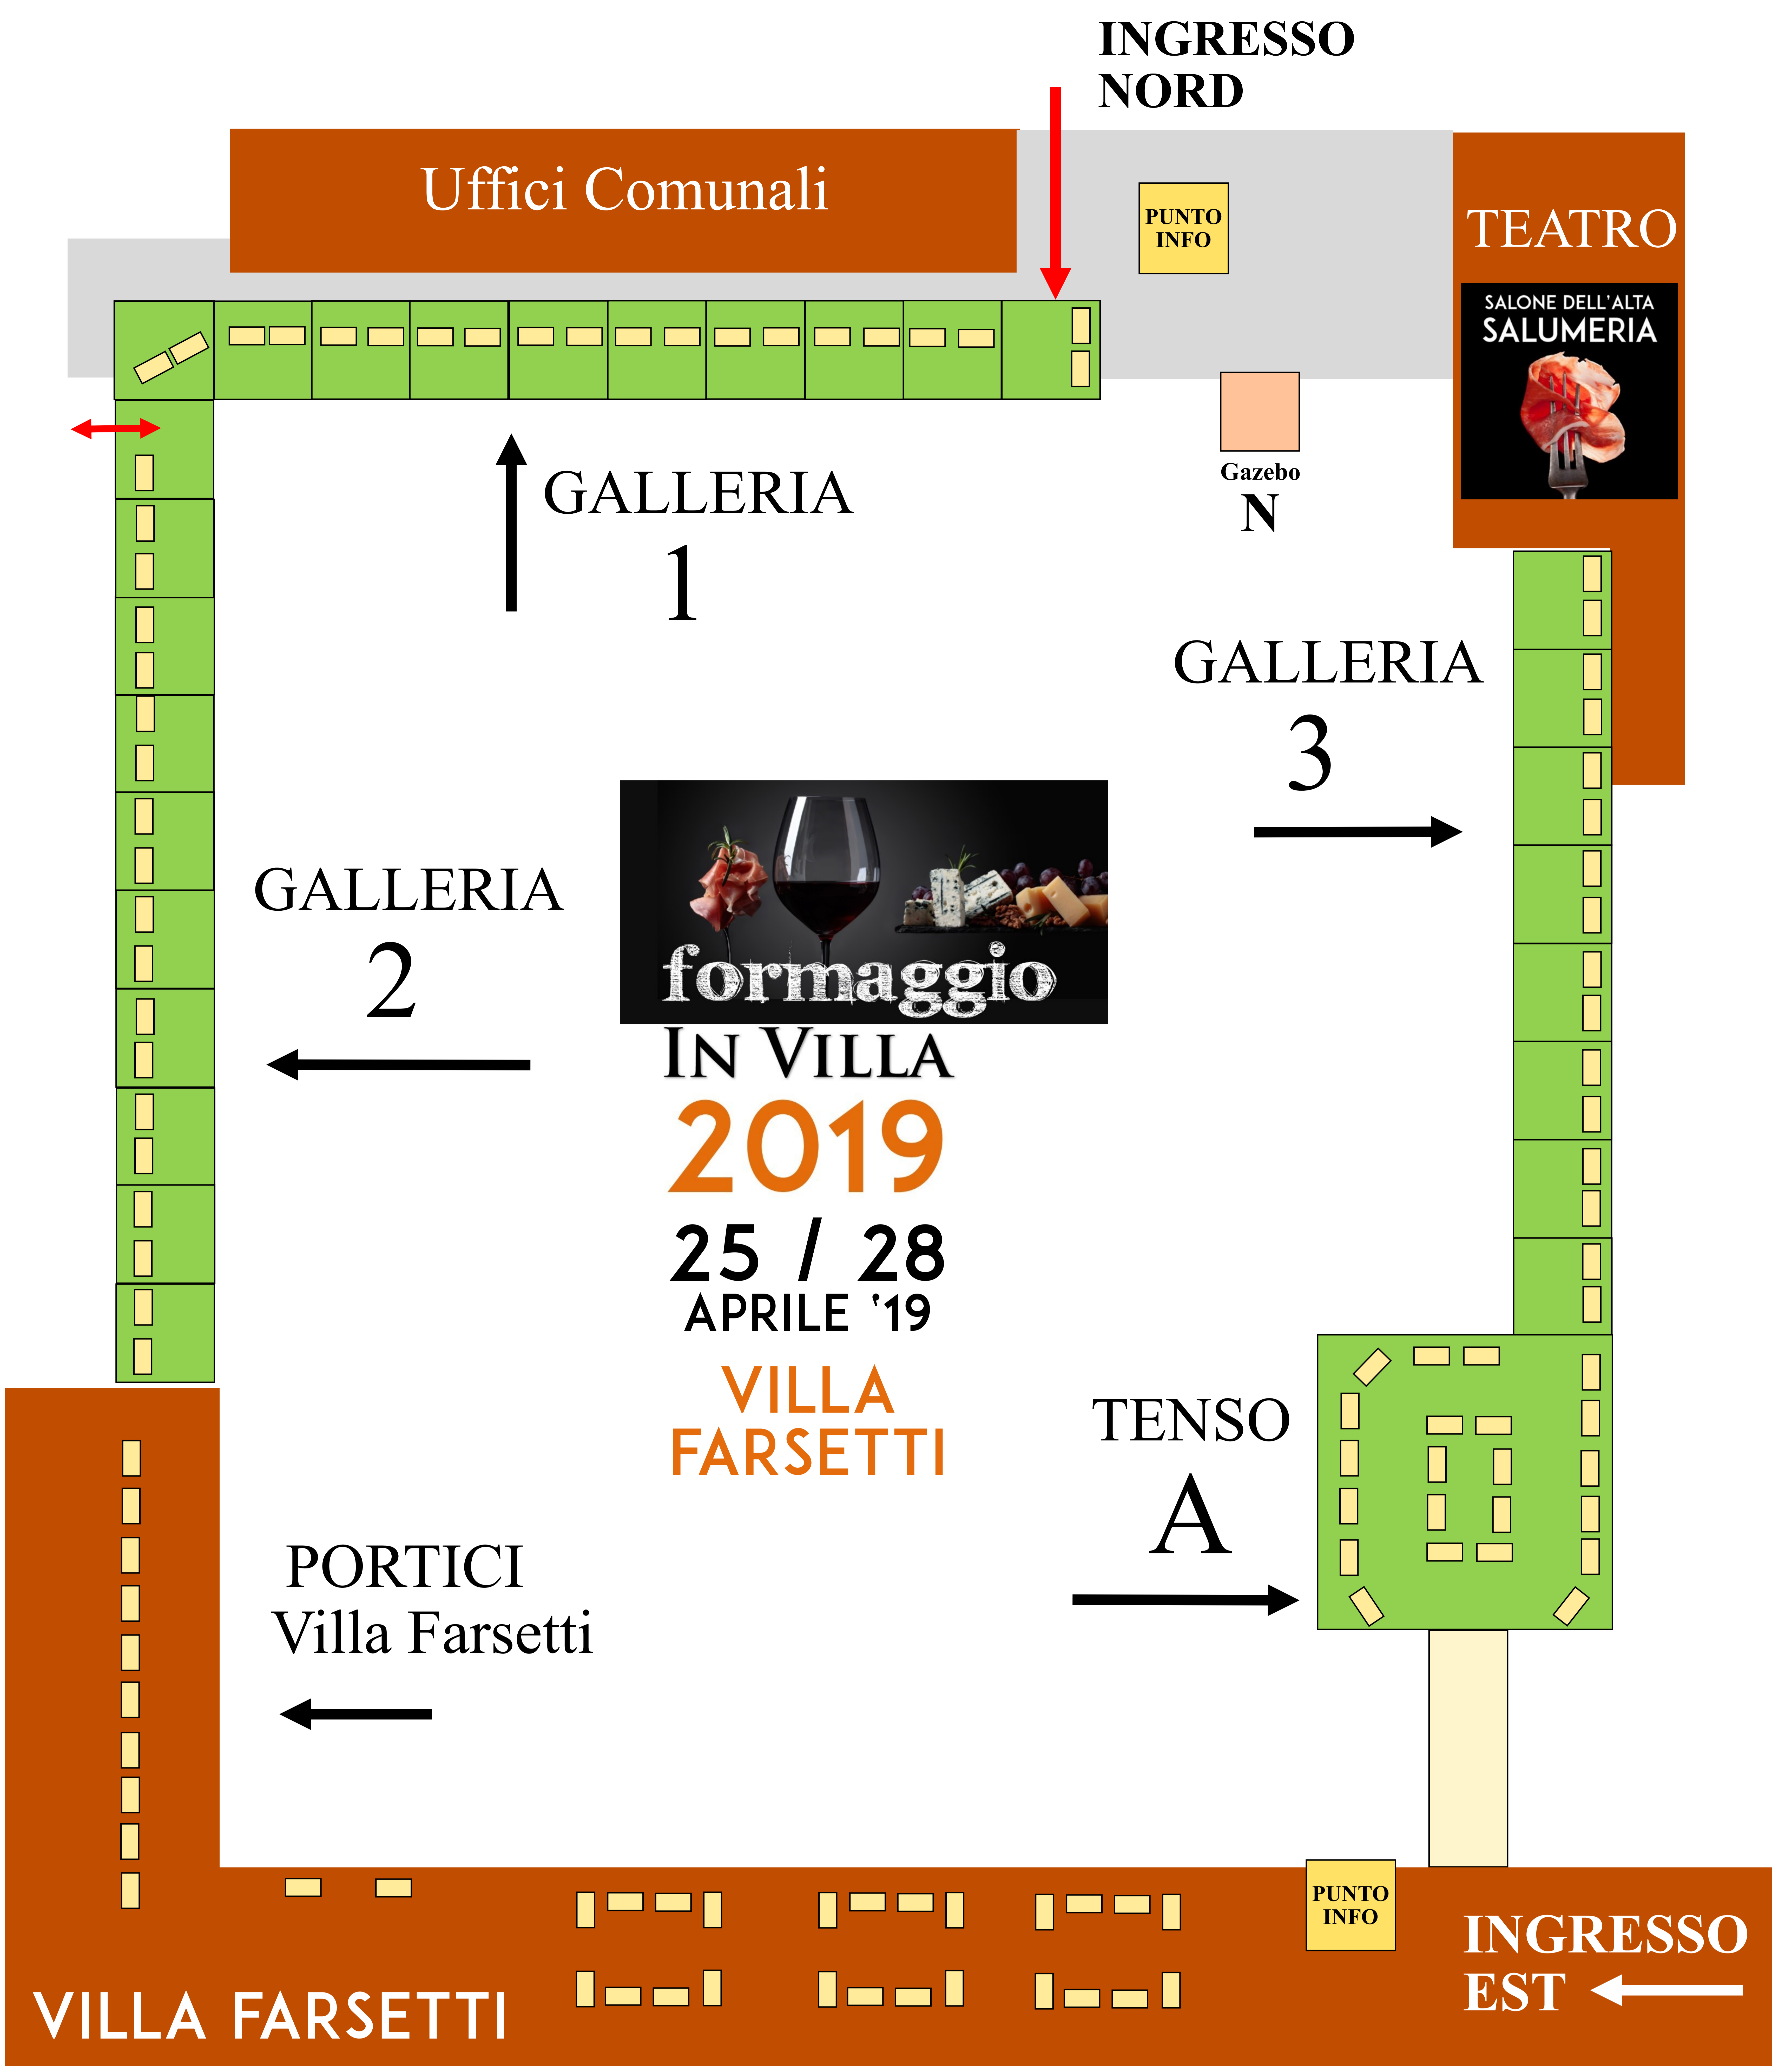 INGRESSO
NORD
Uffici Comunali
PUNTO
INFO
TEATRO
SALONE DELL'ALTA
SALUMERIA
Gazebo
N
GALLERIA
1
GALLERIA
3
GALLERIA
2
formaggio
IN VILLA
2019
25 / 28
APRILE '19
VILLA
FARSETTI
TENSO
A
PORTICI
Villa Farsetti
PUNTO
INFO
INGRESSO
EST
VILLA FARSETTI